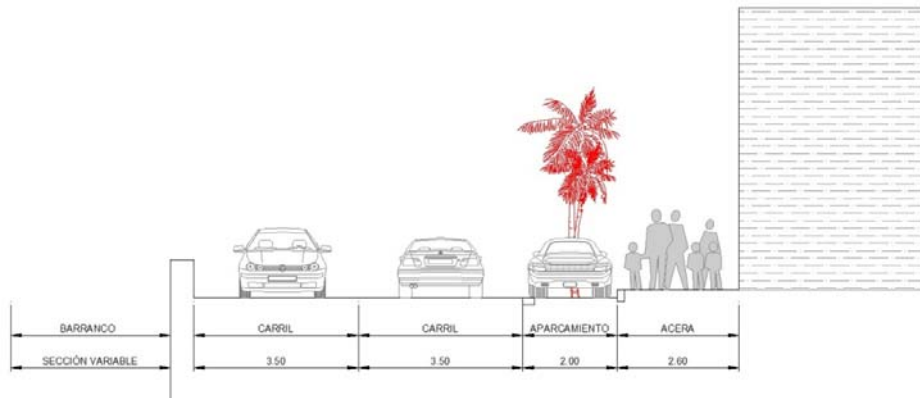 BARRANCO CARRIL CARRIL APARCAMIENTO ACERA
SECCIÓN VARIABLE 3.50 3.50 2.00 2.60